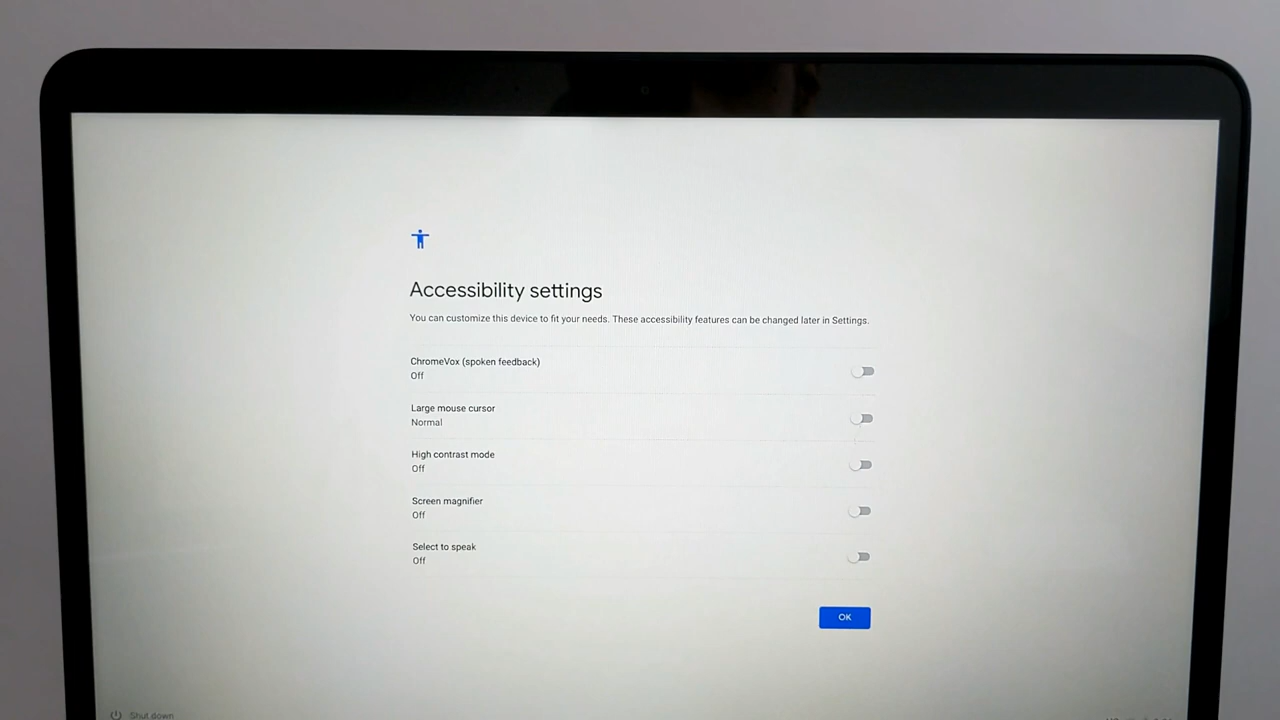 Accessibility settings
You can customize this device to fit your needs. These accessibility features can be changed later in Settings.
ChromeVox (spoken feedback)
Off
Large mouse cursor
Normal
High contrast mode
Off
Screen magnifier
Off
Select to speak
Off
OK
Shut down